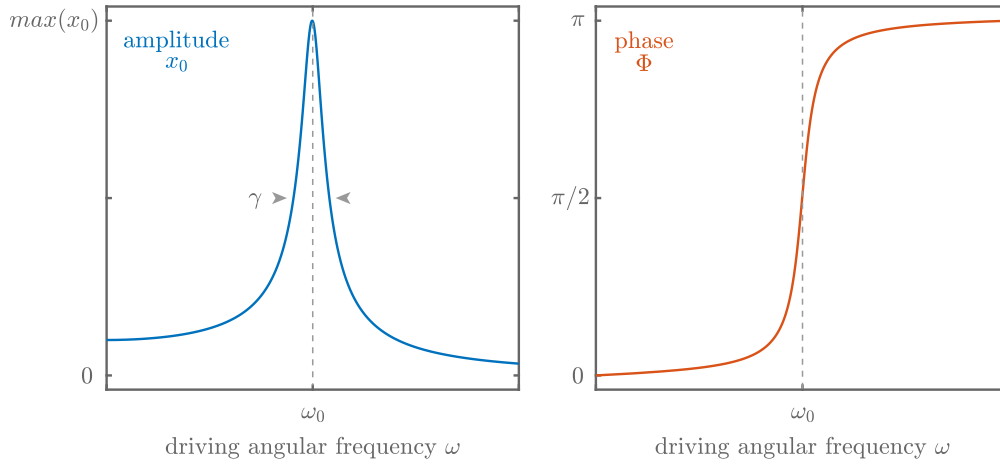 max(x₀)
amplitude
x₀
γ
0
ω₀
driving angular frequency ω
π
phase
Φ
π/2
0
ω₀
driving angular frequency ω